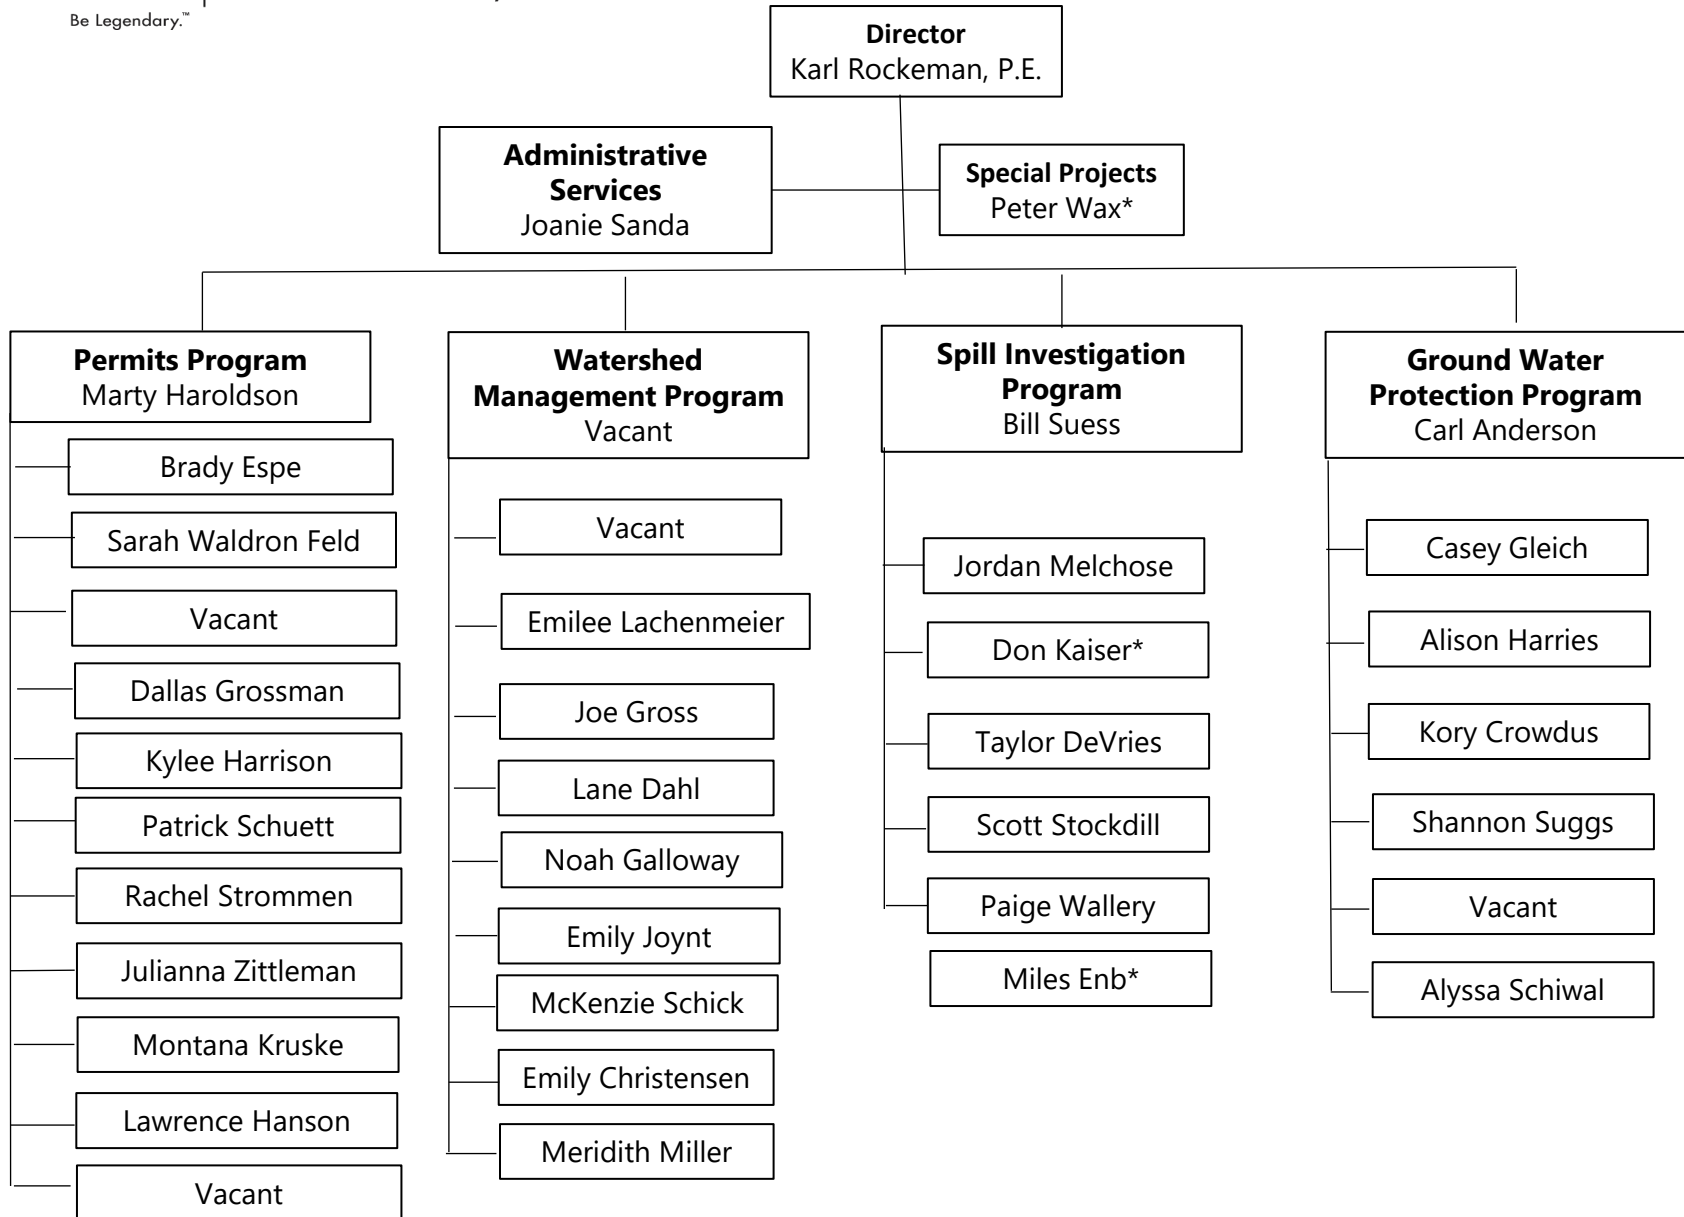 Be Legendary.™
Director
Karl Rockeman, P.E.
Administrative
Services
Joanie Sanda
Special Projects
Peter Wax*
Permits Program
Marty Haroldson
Brady Espe
Sarah Waldron Feld
Vacant
Dallas Grossman
Kylee Harrison
Patrick Schuett
Rachel Strommen
Julianna Zittleman
Montana Kruske
Lawrence Hanson
Vacant
Watershed
Management Program
Vacant
Vacant
Emilee Lachenmeier
Joe Gross
Lane Dahl
Noah Galloway
Emily Joynt
McKenzie Schick
Emily Christensen
Meridith Miller
Spill Investigation
Program
Bill Suess
Jordan Melchose
Don Kaiser*
Taylor DeVries
Scott Stockdill
Paige Wallery
Miles Enb*
Ground Water
Protection Program
Carl Anderson
Casey Gleich
Alison Harries
Kory Crowdus
Shannon Suggs
Vacant
Alyssa Schiwal